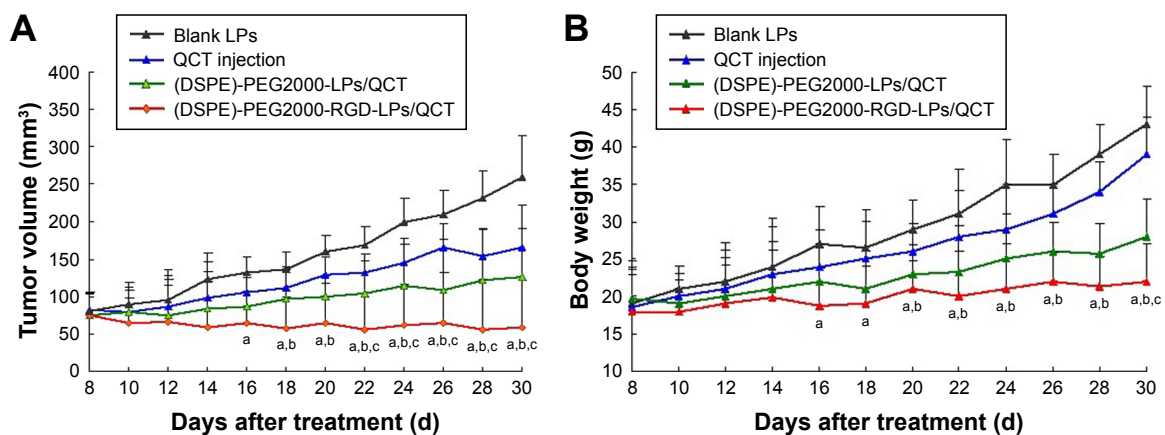 A
Blank LPs
QCT injection
(DSPE)-PEG2000-LPs/QCT
(DSPE)-PEG2000-RGD-LPs/QCT
Tumor volume (mm³)
400
350
300
250
200
150
100
50
0
a a,b a,b a,b,c a,b,c a,b,c a,b,c a,b,c
8 10 12 14 16 18 20 22 24 26 28 30
Days after treatment (d)
B
Blank LPs
QCT injection
(DSPE)-PEG2000-LPs/QCT
(DSPE)-PEG2000-RGD-LPs/QCT
Body weight (g)
50
45
40
35
30
25
20
15
10
a a a,b a,b a,b a,b a,b a,b,c
8 10 12 14 16 18 20 22 24 26 28 30
Days after treatment (d)